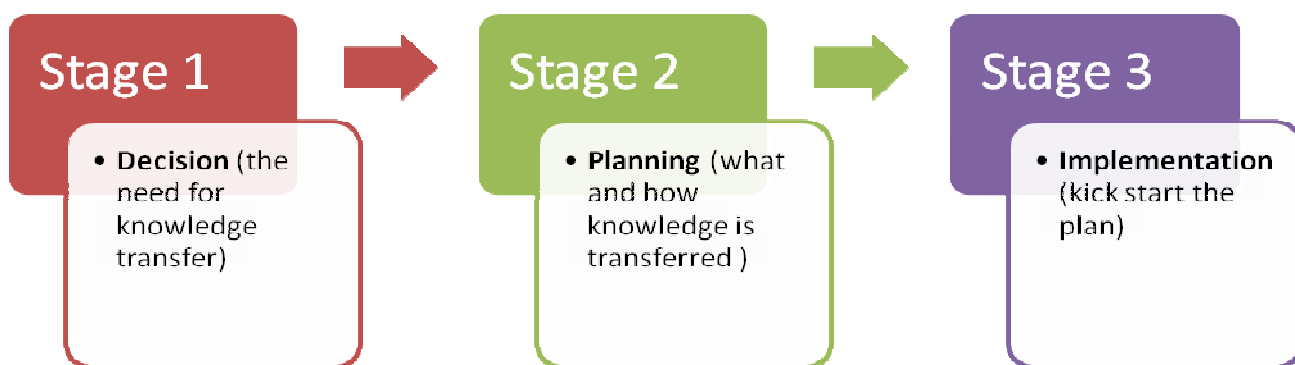 Stage 1
• Decision (the
need for
knowledge
transfer)
Stage 2
• Planning (what
and how
knowledge is
transferred )
Stage 3
• Implementation
(kick start the
plan)